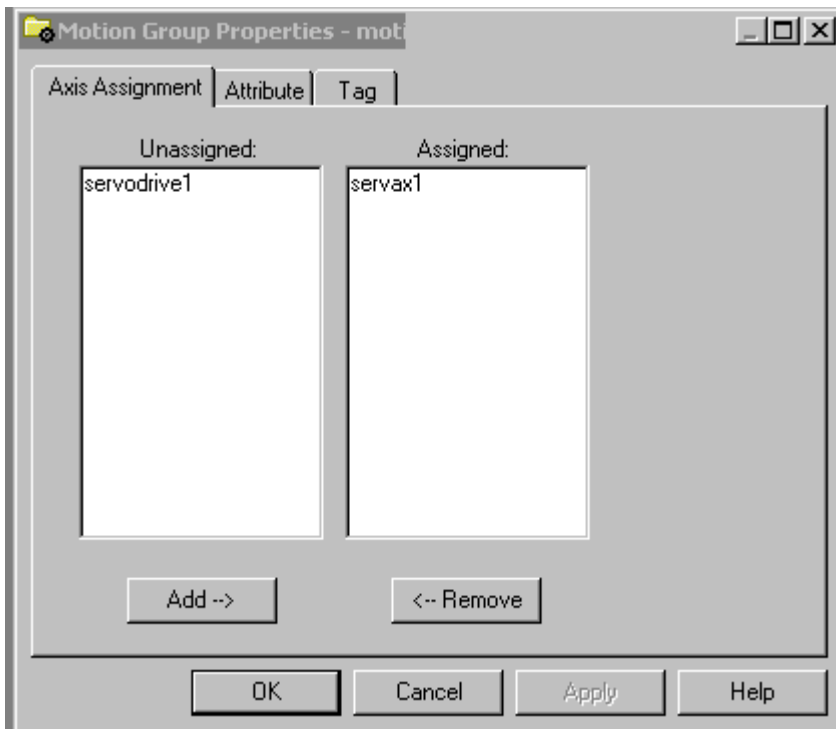 Motion Group Properties - moti
Axis Assignment Attribute Tag
Unassigned: Assigned:
servodrive1 servax1
Add --> <-- Remove
OK Cancel Apply Help